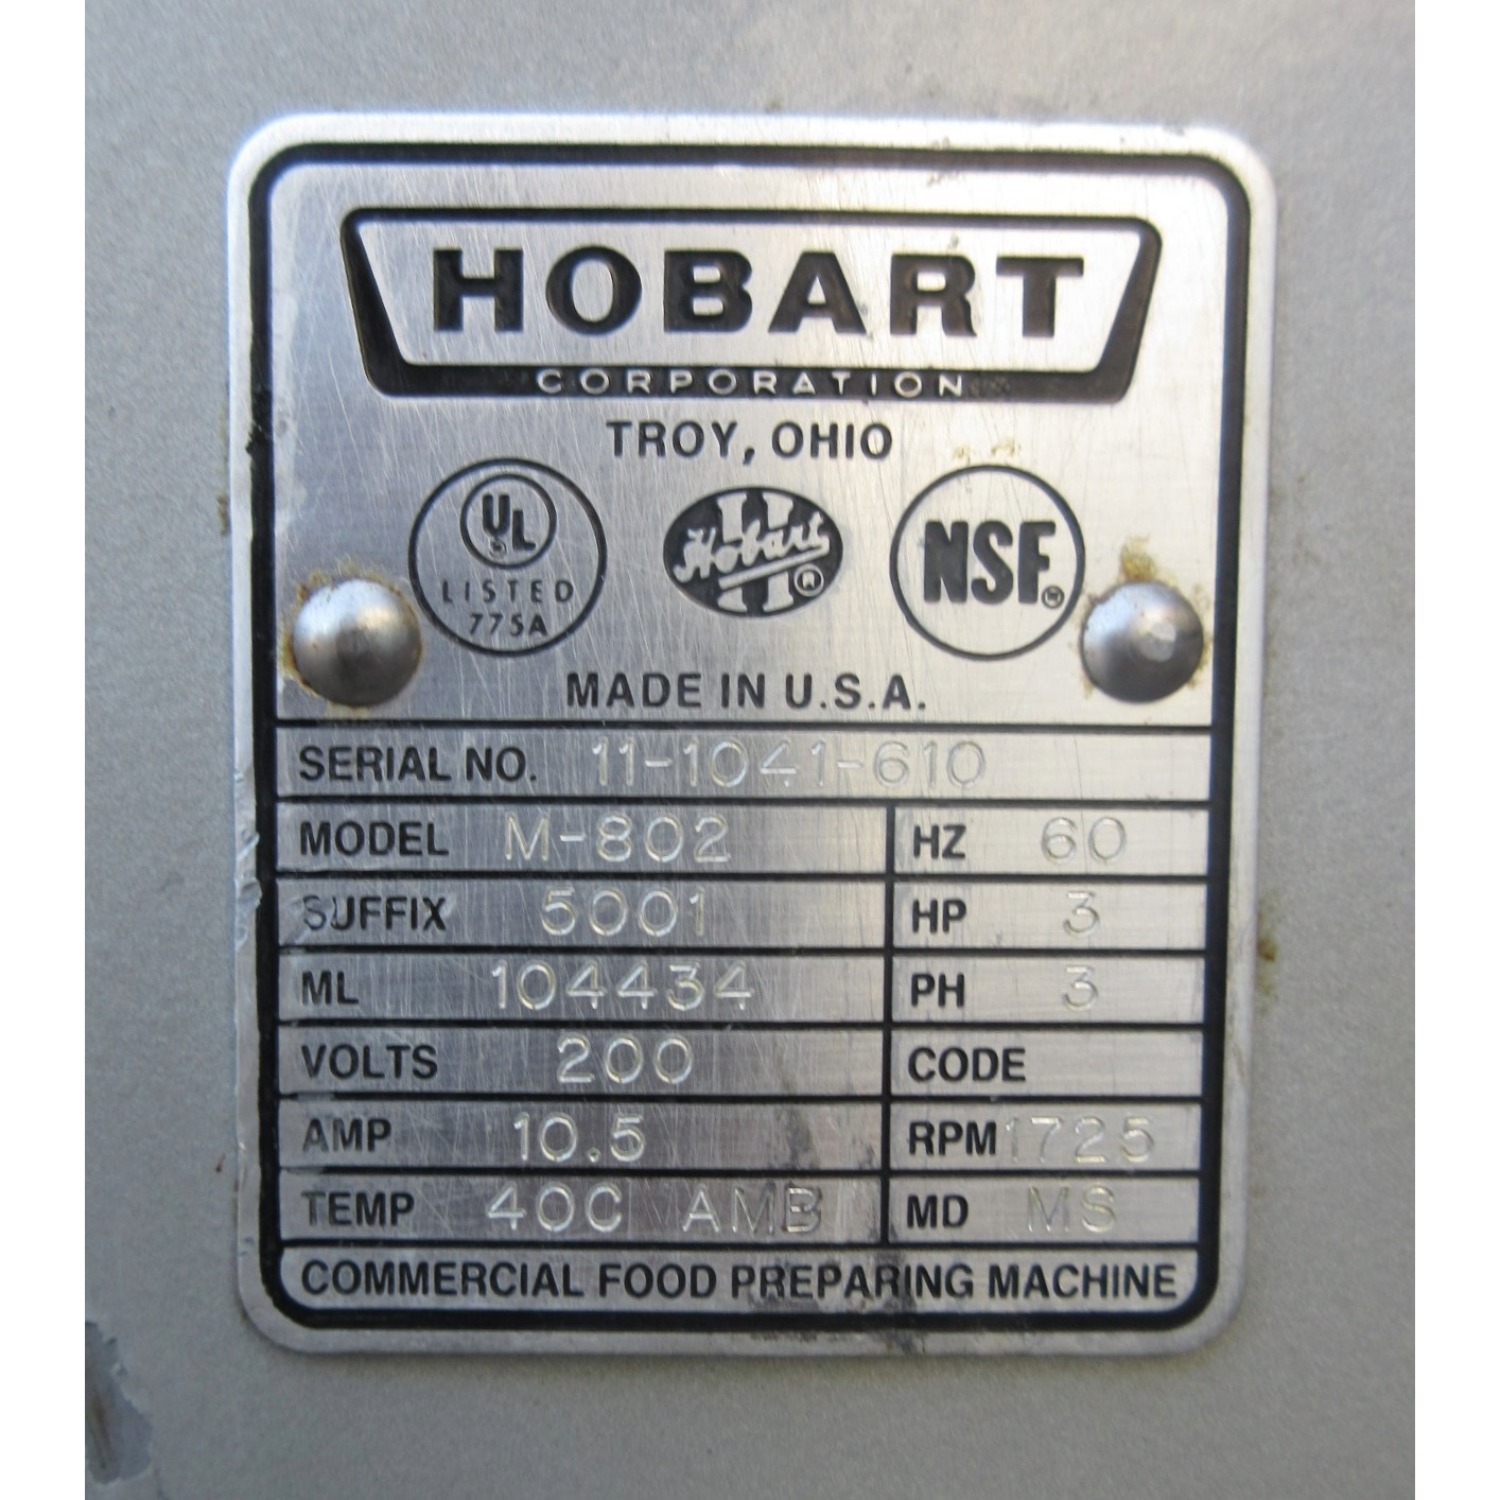 HOBART
CORPORATION
TROY, OHIO
UL
LISTED
775A
Hobart ®
NSF®
MADE IN U.S.A.
SERIAL NO. 11-1041-610
MODEL M-802 HZ 60
SUFFIX 5001 HP 3
ML 104434 PH 3
VOLTS 200 CODE
AMP 10.5 RPM 1725
TEMP 40C AMB MD MS
COMMERCIAL FOOD PREPARING MACHINE